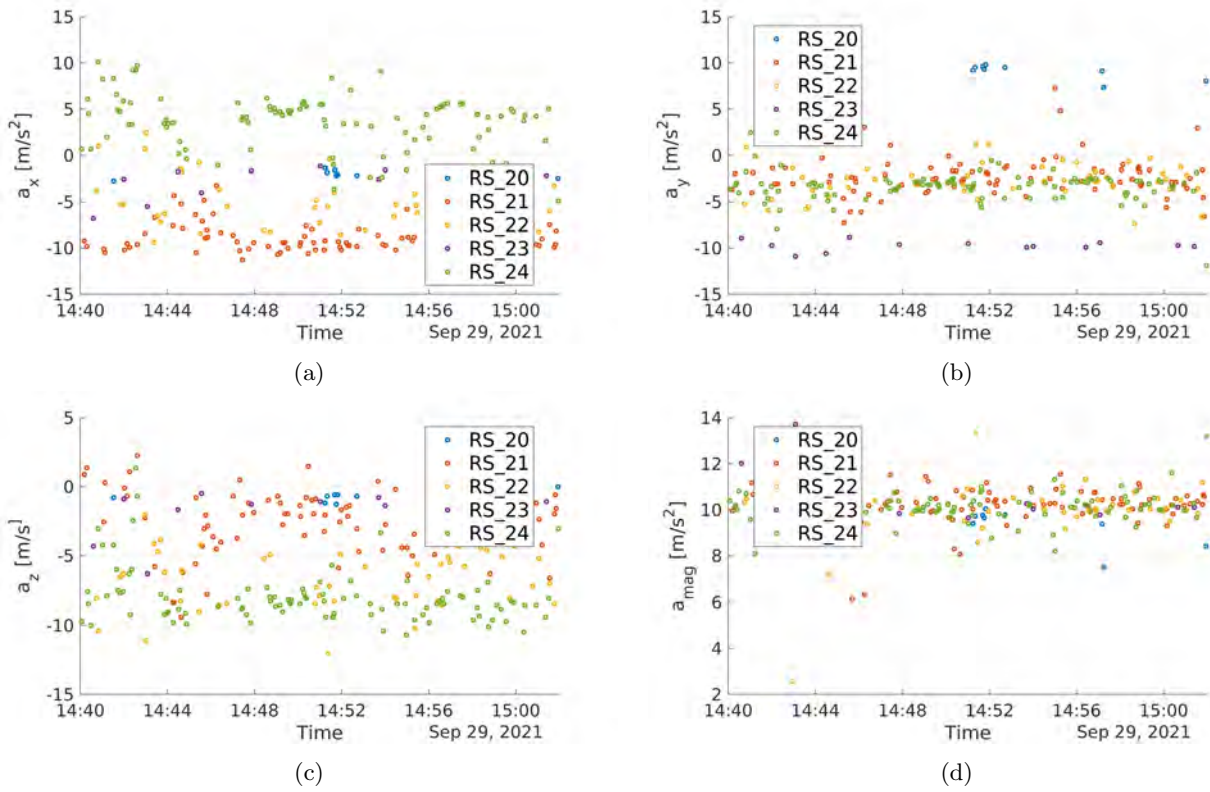 15
10
5
0
-5
-10
-15
a_x [m/s²]
RS_20
RS_21
RS_22
RS_23
RS_24
14:40 14:44 14:48 14:52 14:56 15:00
Time Sep 29, 2021
(a)
15
10
5
0
-5
-10
-15
a_y [m/s²]
RS_20
RS_21
RS_22
RS_23
RS_24
14:40 14:44 14:48 14:52 14:56 15:00
Time Sep 29, 2021
(b)
5
0
-5
-10
-15
a_z [m/s]
RS_20
RS_21
RS_22
RS_23
RS_24
14:40 14:44 14:48 14:52 14:56 15:00
Time Sep 29, 2021
(c)
14
12
10
8
6
4
2
a_mag [m/s²]
RS_20
RS_21
RS_22
RS_23
RS_24
14:40 14:44 14:48 14:52 14:56 15:00
Time Sep 29, 2021
(d)